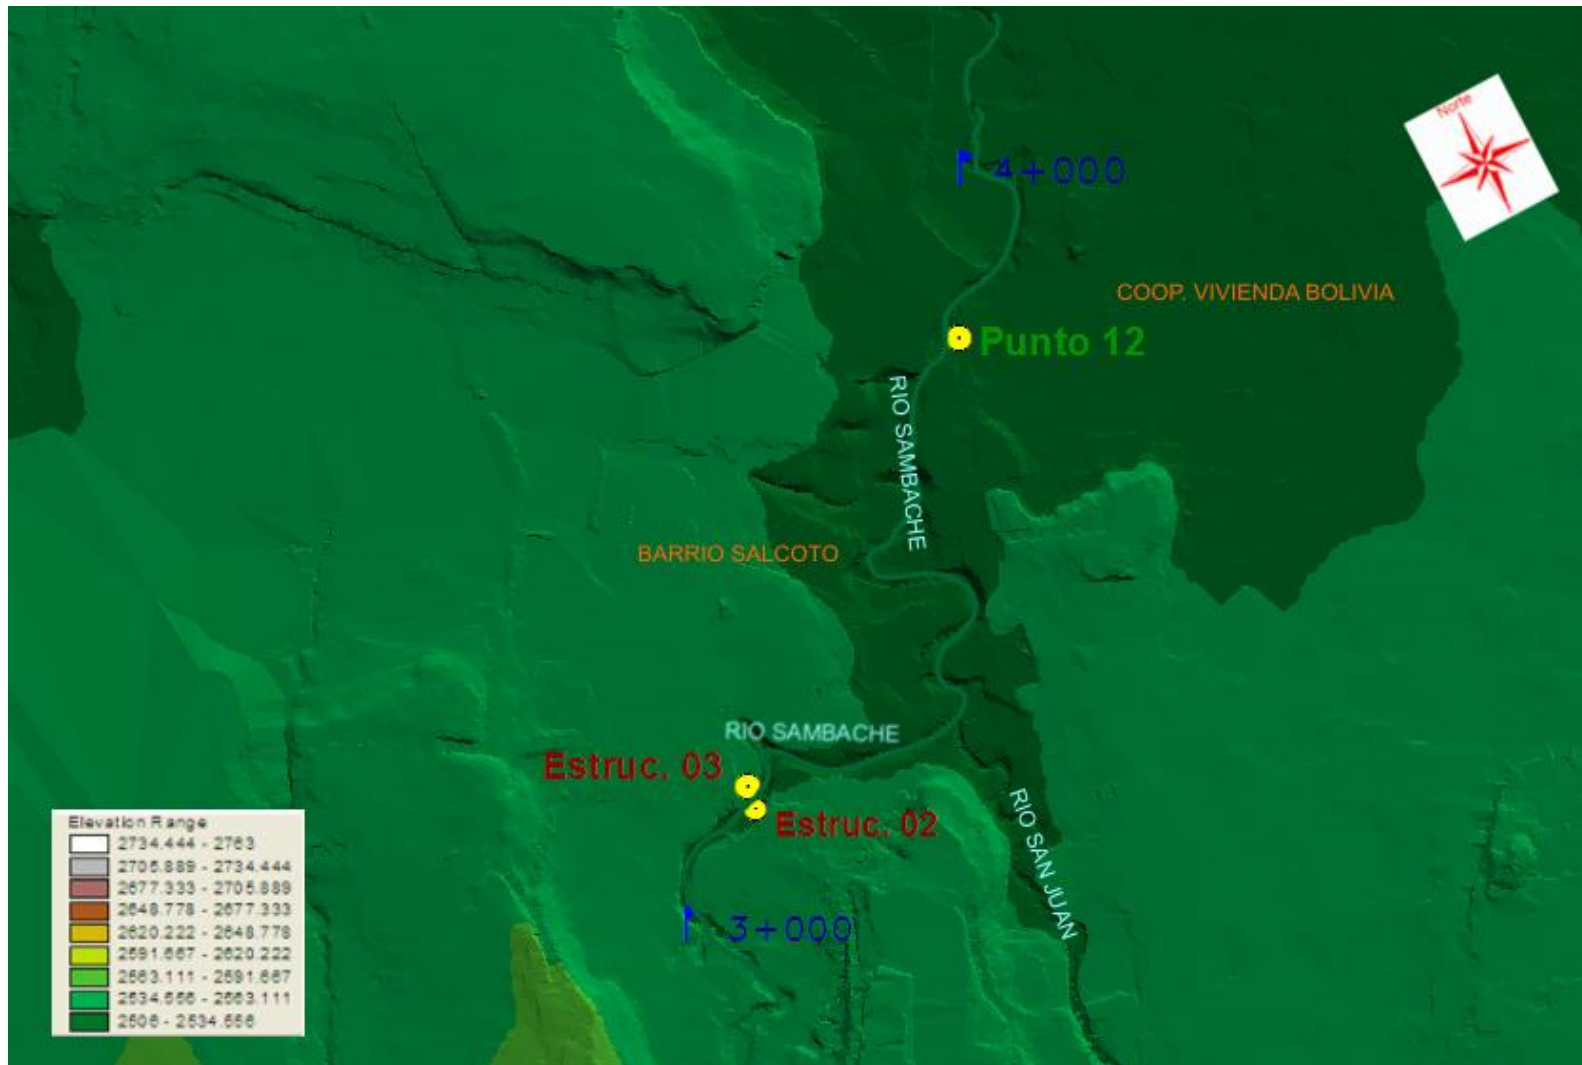 Norte
4+000
COOP. VIVIENDA BOLIVIA
Punto 12
RIO SAMBACHE
BARRIO SALCOTO
RIO SAMBACHE
Estruc. 03
Estruc. 02
RIO SAN JUAN
3+000
Elevation Range
2734.444 - 2763
2705.889 - 2734.444
2677.333 - 2705.889
2648.778 - 2677.333
2620.222 - 2648.778
2591.667 - 2620.222
2563.111 - 2591.667
2534.556 - 2563.111
2506 - 2534.556